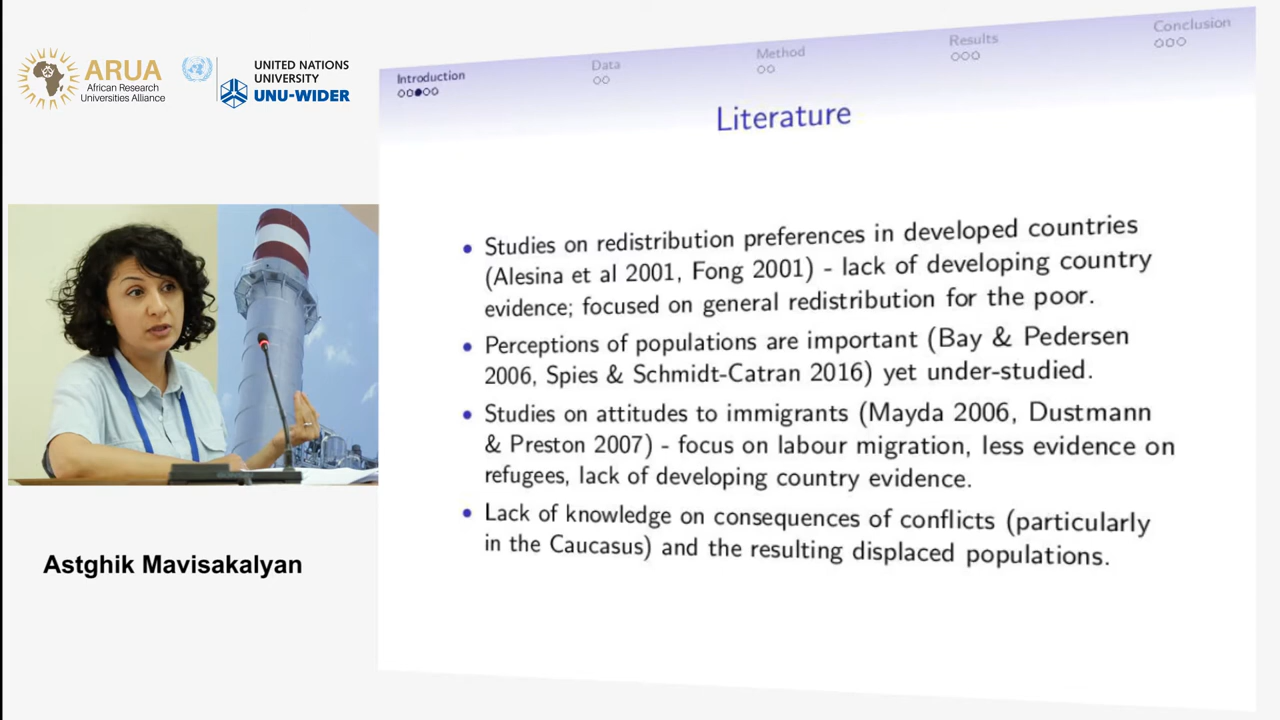 ARUA
African Research
Universities Alliance
UNITED NATIONS
UNIVERSITY
UNU-WIDER
Introduction
Data
Method
Results
Conclusion
Literature
Studies on redistribution preferences in developed countries
(Alesina et al 2001, Fong 2001) - lack of developing country
evidence; focused on general redistribution for the poor.
Perceptions of populations are important (Bay & Pedersen
2006, Spies & Schmidt-Catran 2016) yet under-studied.
Studies on attitudes to immigrants (Mayda 2006, Dustmann
& Preston 2007) - focus on labour migration, less evidence on
refugees, lack of developing country evidence.
Lack of knowledge on consequences of conflicts (particularly
in the Caucasus) and the resulting displaced populations.
Astghik Mavisakalyan